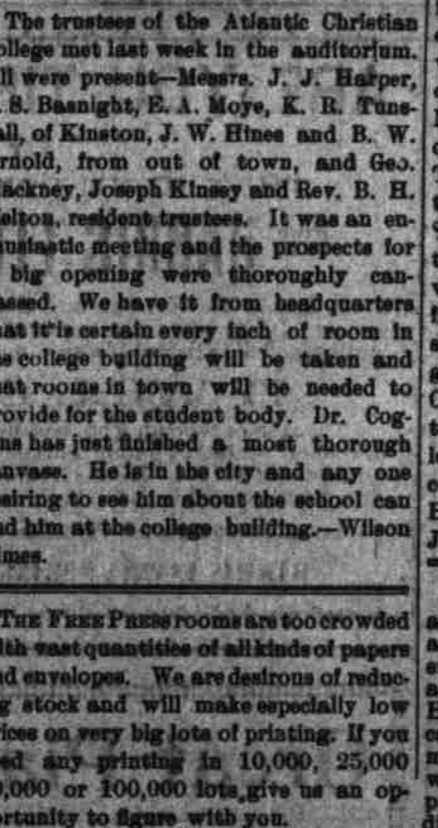 The trustees of the Atlantic Christian
ollege met last week in the auditorium.
ll were present—Messrs. J. J. Harper,
. S. Basnight, E. A. Moye, K. R. Tuns-
all, of Kinston, J. W. Hines and B. W.
rnold, from out of town, and Geo.
ackney, Joseph Kinsey and Rev. B. H.
elton, resident trustees. It was an en-
husiastic meeting and the prospects for
big opening were thoroughly can-
assed. We have it from headquarters
hat it is certain every inch of room in
he college building will be taken and
hat rooms in town will be needed to
rovide for the student body. Dr. Cog-
ns has just finished a most thorough
anvass. He is in the city and any one
esiring to see him about the school can
nd him at the college building.—Wilson
imes.
THE FREE PRESS rooms are too crowded
ith vast quantities of all kinds of papers
nd envelopes. We are desirous of reduc-
g stock and will make especially low
rices on very big lots of printing. If you
eed any printing in 10,000, 25,000
0,000 or 100,000 lots, give us an op-
ortunity to figure with you.